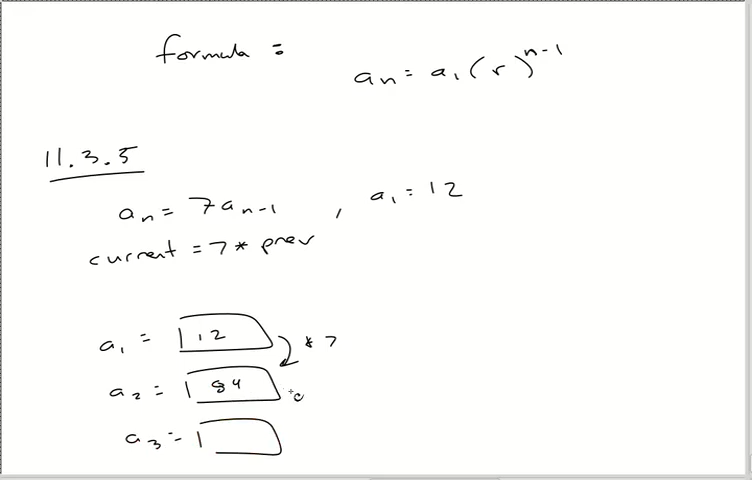 formula :
an = a1 (r)^n-1
11.3.5
an = 7an-1 , a1 = 12
current = 7 * prev
a1 = 12
* 7
a2 = 84
a3 =